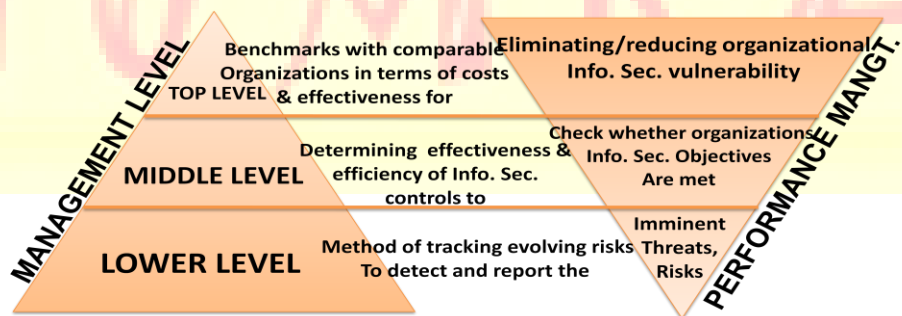 MANAGEMENT LEVEL
TOP LEVEL
Benchmarks with comparable
Organizations in terms of costs
& effectiveness for
Eliminating/reducing organizational
Info. Sec. vulnerability
MIDDLE LEVEL
Determining effectiveness &
efficiency of Info. Sec.
controls to
Check whether organizations
Info. Sec. Objectives
Are met
LOWER LEVEL
Method of tracking evolving risks
To detect and report the
Imminent
Threats,
Risks
PERFORMANCE MANGT.